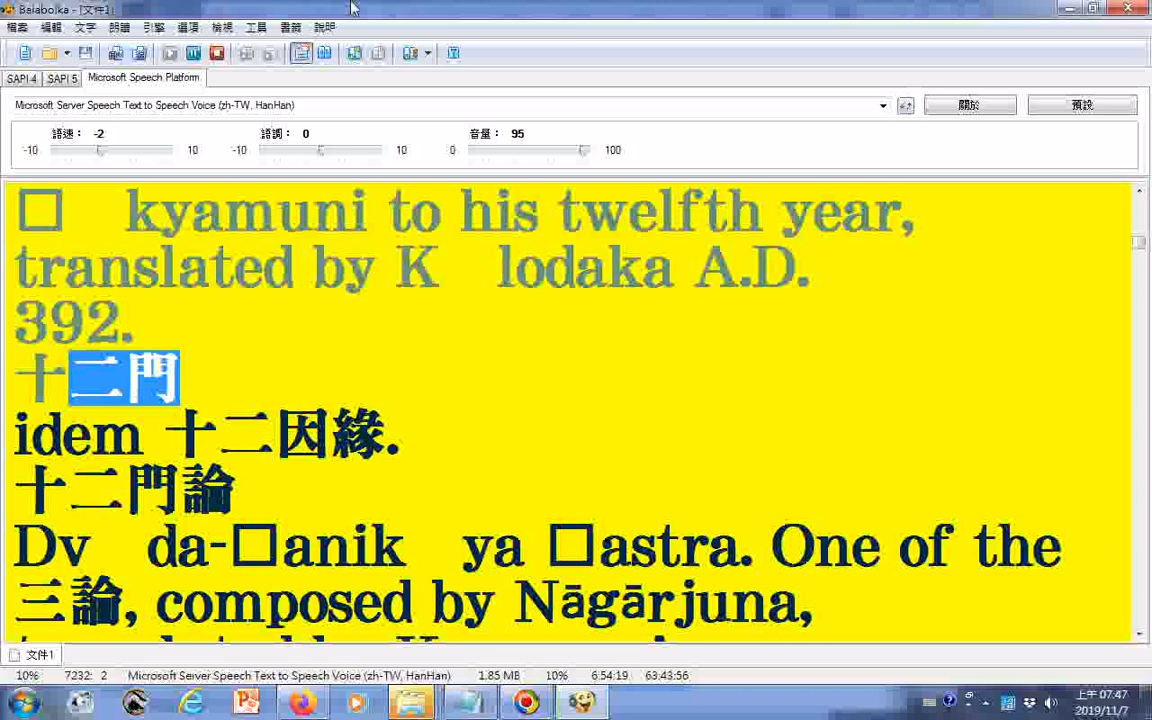 Balabolka - [文件1]
檔案 編輯 文字 朗讀 引擎 選項 檢視 工具 書籤 說明
SAPI 4 SAPI 5 Microsoft Speech Platform
Microsoft Server Speech Text to Speech Voice (zh-TW, HanHan) 關於 預設
語速： -2 語調： 0 音量： 95
-10 10 -10 10 0 100
□ kyamuni to his twelfth year,
translated by K lodaka A.D.
392.
十二門
idem 十二因緣.
十二門論
Dv da-□anik ya □astra. One of the
三論, composed by Nāgārjuna,
文件1
10% 7232: 2 Microsoft Server Speech Text to Speech Voice (zh-TW, HanHan) 1.85 MB 10% 6:54:19 63:43:56
上午 07:47
2019/11/7